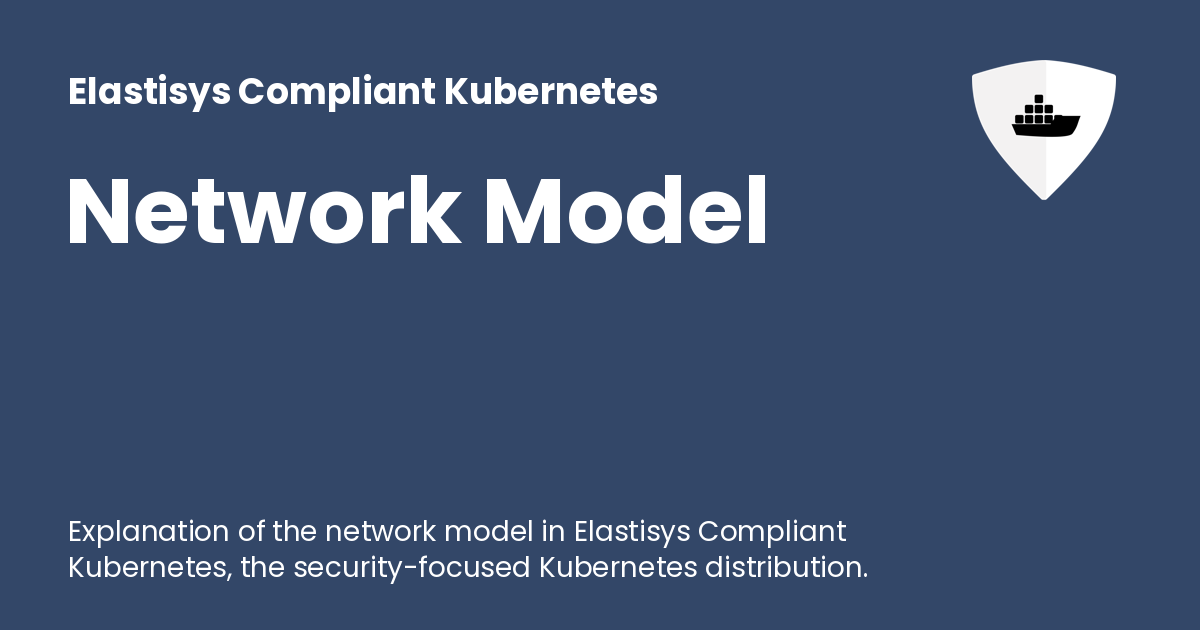 Elastisys Compliant Kubernetes
Network Model
Explanation of the network model in Elastisys Compliant
Kubernetes, the security-focused Kubernetes distribution.